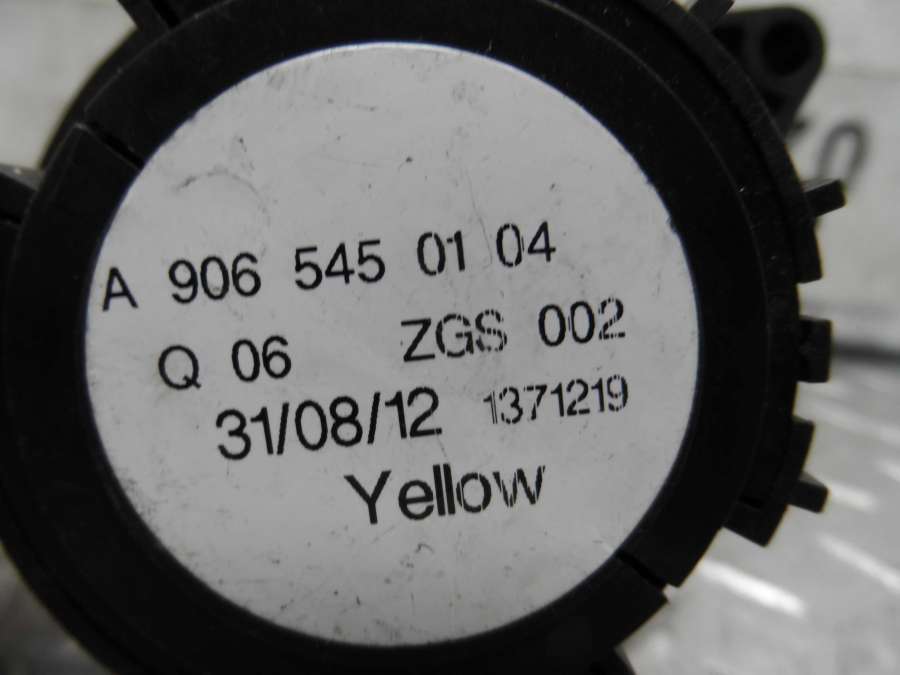 A 906 545 01 04
Q 06 ZGS 002
31/08/12 1371219
Yellow